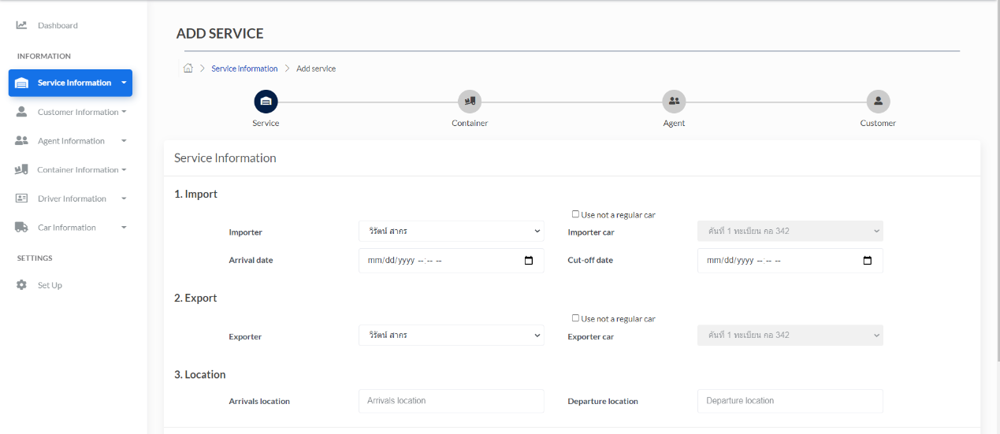 Dashboard
INFORMATION
Service Information
Customer Information
Agent Information
Container Information
Driver Information
Car Information
SETTINGS
Set Up
ADD SERVICE
Service Information Add service
Service Container Agent Customer
Service Information
1. Import
Use not a regular car
Importer วิรัตน์ สากร Importer car คันที่ 1 ทะเบียน กอ 342
Arrival date mm/dd/yyyy --:-- -- Cut-off date mm/dd/yyyy --:-- --
2. Export
Use not a regular car
Exporter วิรัตน์ สากร Exporter car คันที่ 1 ทะเบียน กอ 342
3. Location
Arrivals location Arrivals location Departure location Departure location